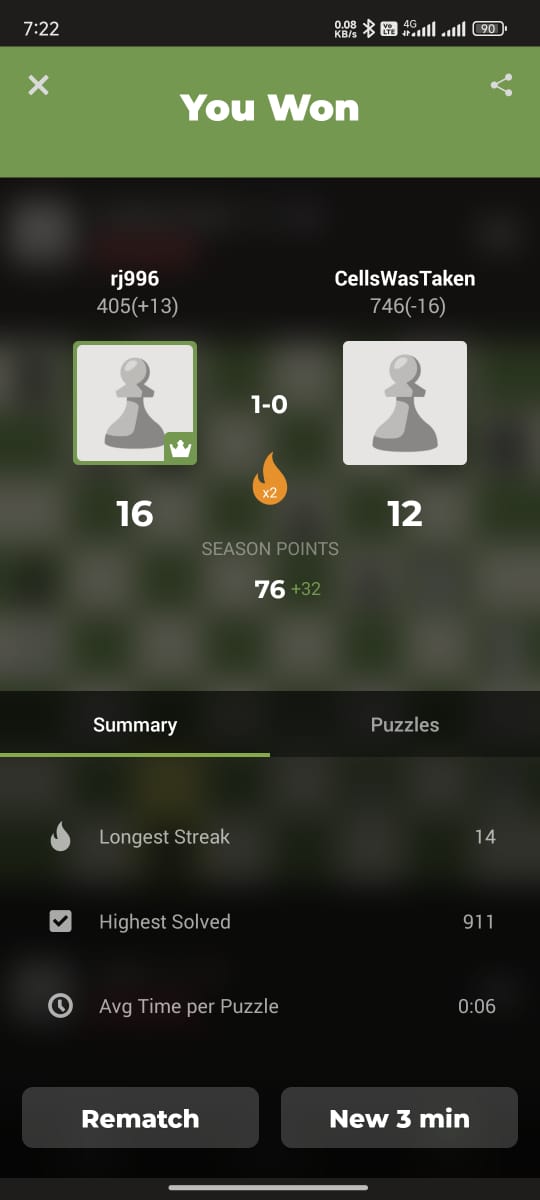 7:22 0.08 KB/s Vo LTE 4G 90
You Won
rj996 CellsWasTaken
405(+13) 746(-16)
1-0
x2
16 12
SEASON POINTS
76 +32
Summary Puzzles
Longest Streak 14
Highest Solved 911
Avg Time per Puzzle 0:06
Rematch New 3 min